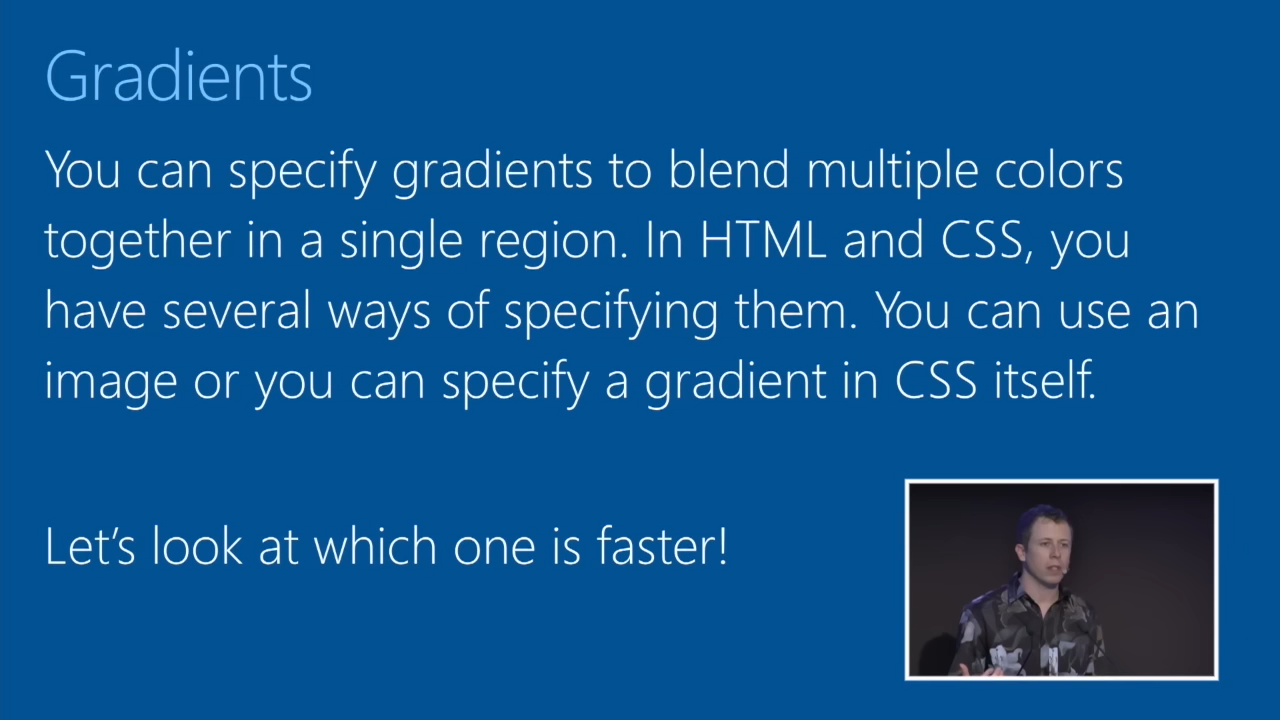 Gradients
You can specify gradients to blend multiple colors
together in a single region. In HTML and CSS, you
have several ways of specifying them. You can use an
image or you can specify a gradient in CSS itself.
Let’s look at which one is faster!